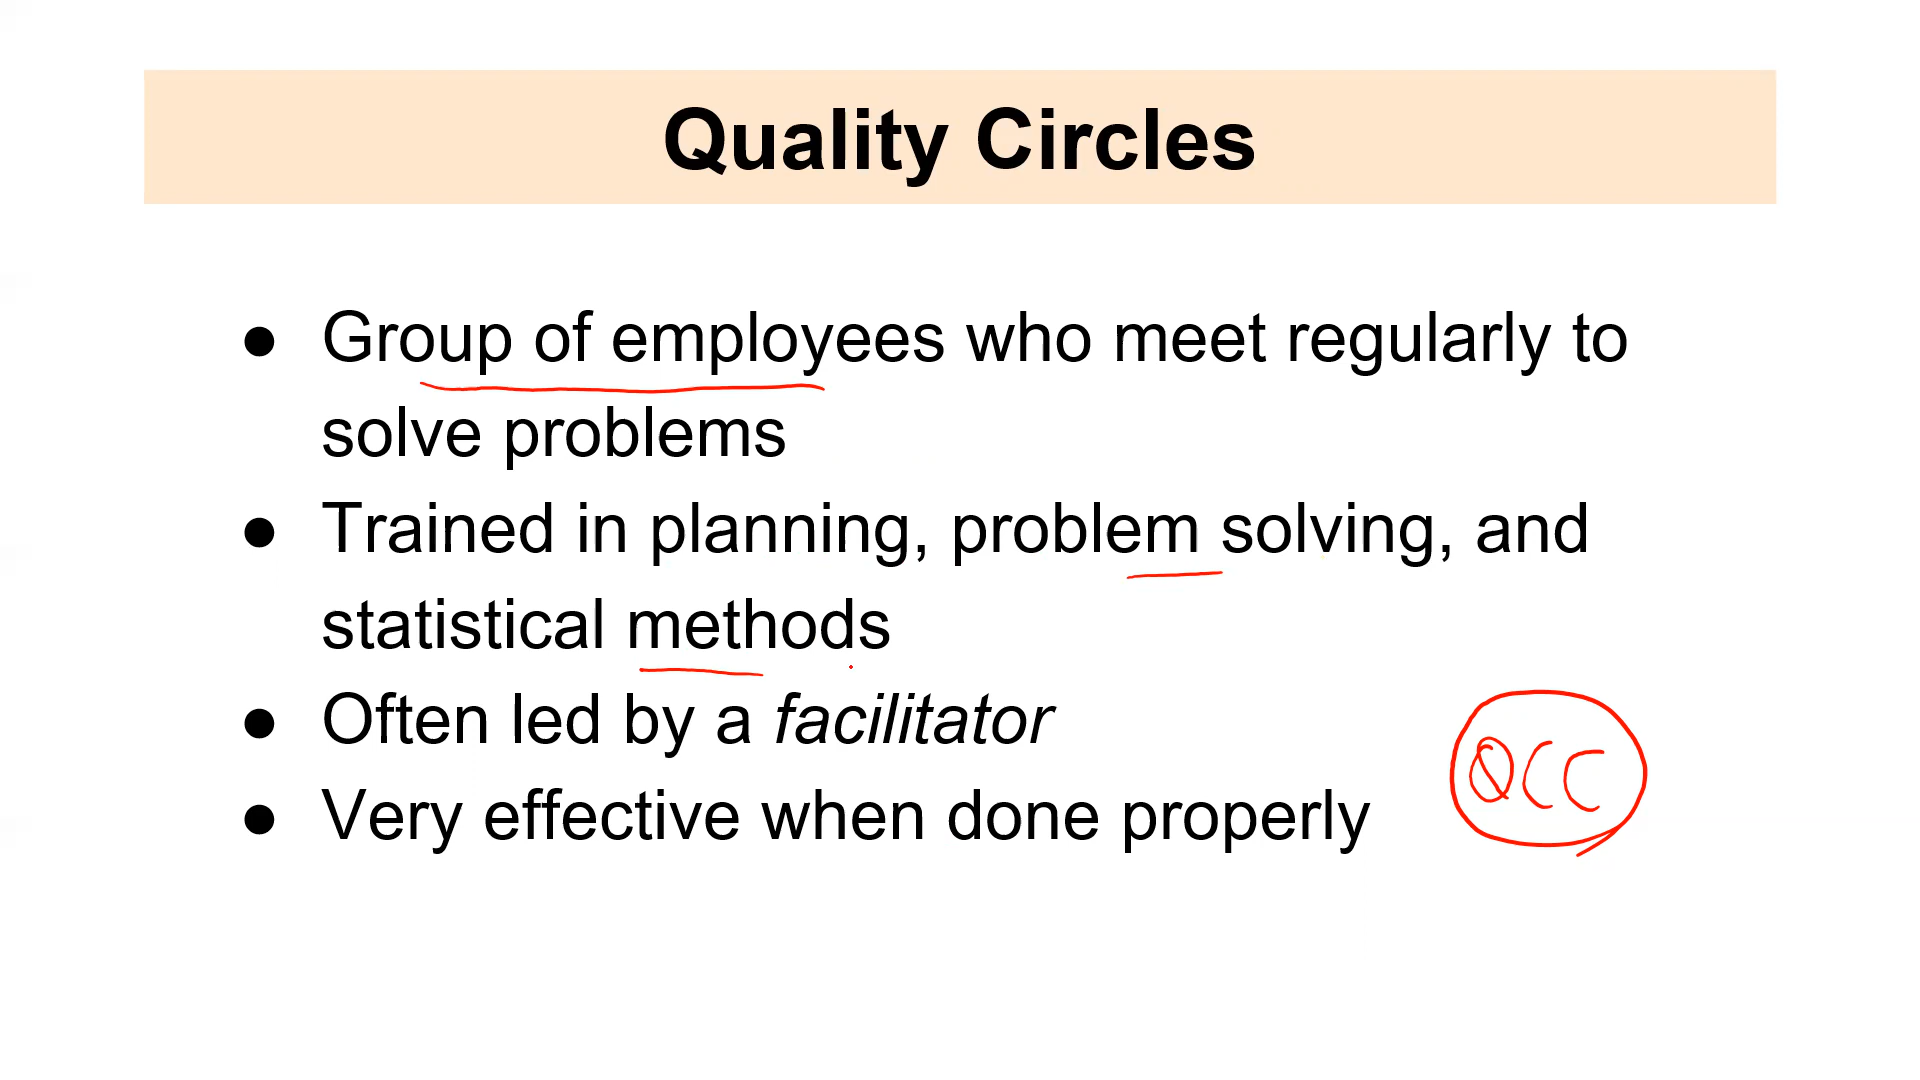 Quality Circles
● Group of employees who meet regularly to
solve problems
● Trained in planning, problem solving, and
statistical methods
● Often led by a facilitator
● Very effective when done properly
QCC